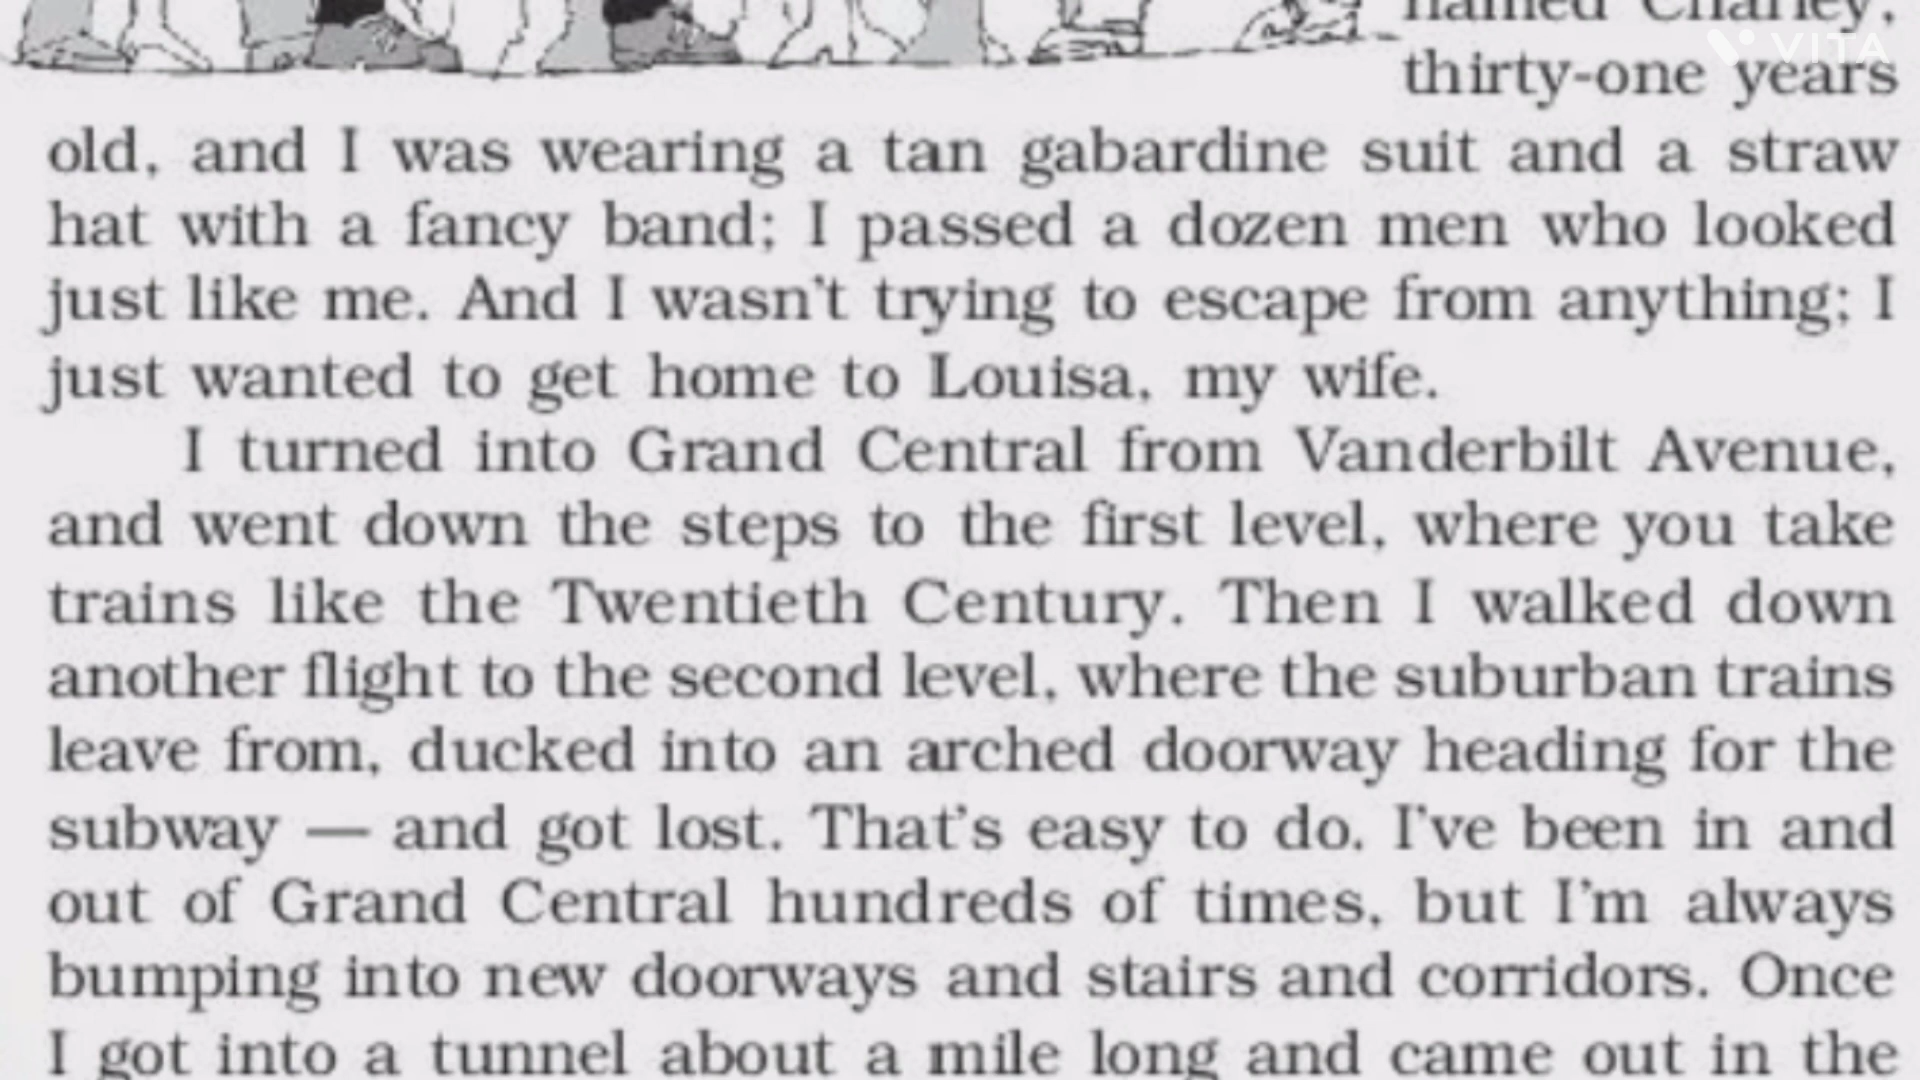 named Charley,
VITA
thirty-one years
old, and I was wearing a tan gabardine suit and a straw
hat with a fancy band; I passed a dozen men who looked
just like me. And I wasn't trying to escape from anything; I
just wanted to get home to Louisa, my wife.
I turned into Grand Central from Vanderbilt Avenue,
and went down the steps to the first level, where you take
trains like the Twentieth Century. Then I walked down
another flight to the second level, where the suburban trains
leave from, ducked into an arched doorway heading for the
subway — and got lost. That's easy to do. I've been in and
out of Grand Central hundreds of times, but I'm always
bumping into new doorways and stairs and corridors. Once
I got into a tunnel about a mile long and came out in the